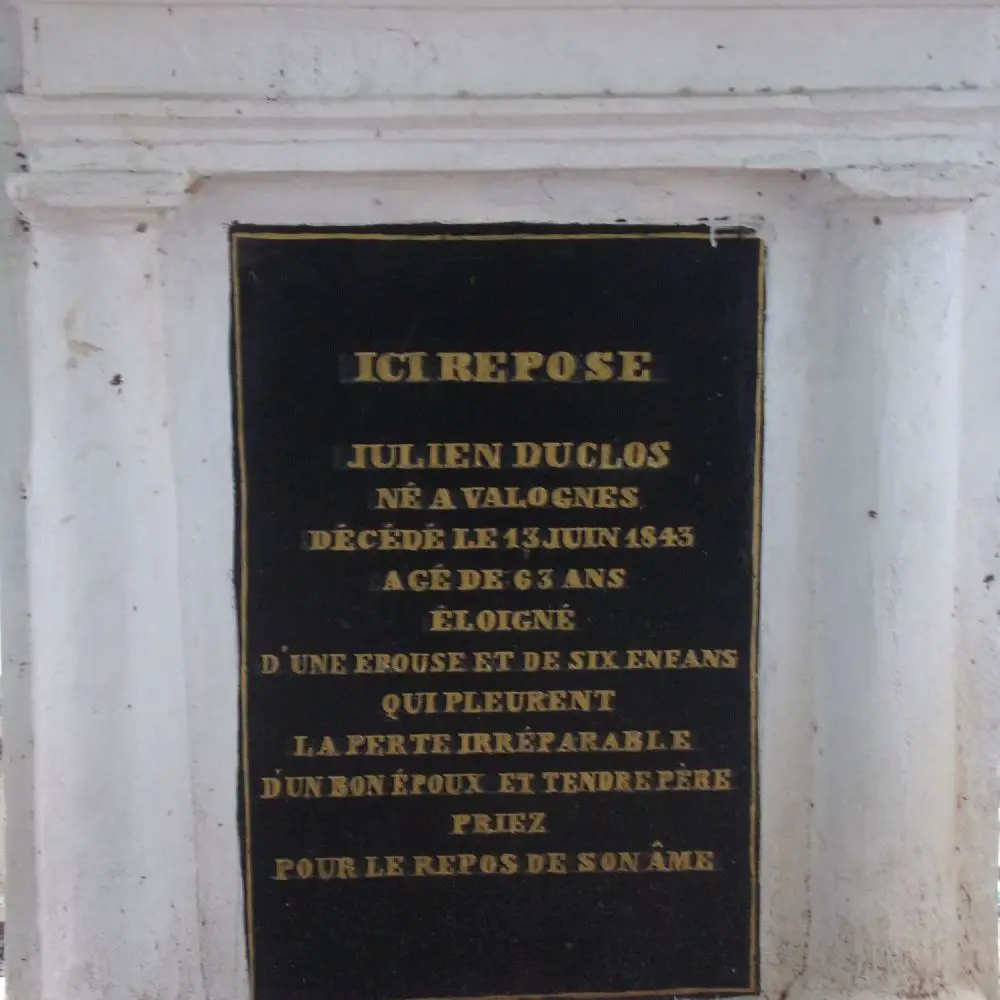 ICI REPOSE
JULIEN DUCLOS
NÉ A VALOGNES
DÉCÉDÉ LE 13 JUIN 1843
AGÉ DE 63 ANS
ÉLOIGNÉ
D'UNE EBOUSE ET DE SIX ENFANS
QUI PLEURENT
LA PERTE IRRÉPARABLE
D'UN BON ÉPOUX ET TENDRE PÈRE
PRIEZ
POUR LE REPOS DE SON ÂME